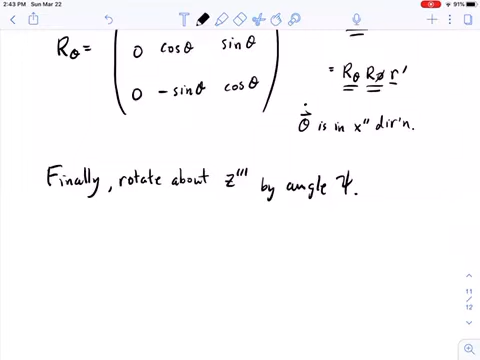 2:43 PM Sun Mar 22
91%
R_θ = ( 0 cosθ sinθ
0 -sinθ cosθ )
= R_θ R_ø r'
θ̇ is in x'' dir'n.
Finally, rotate about z''' by angle Ψ.
11
/
12